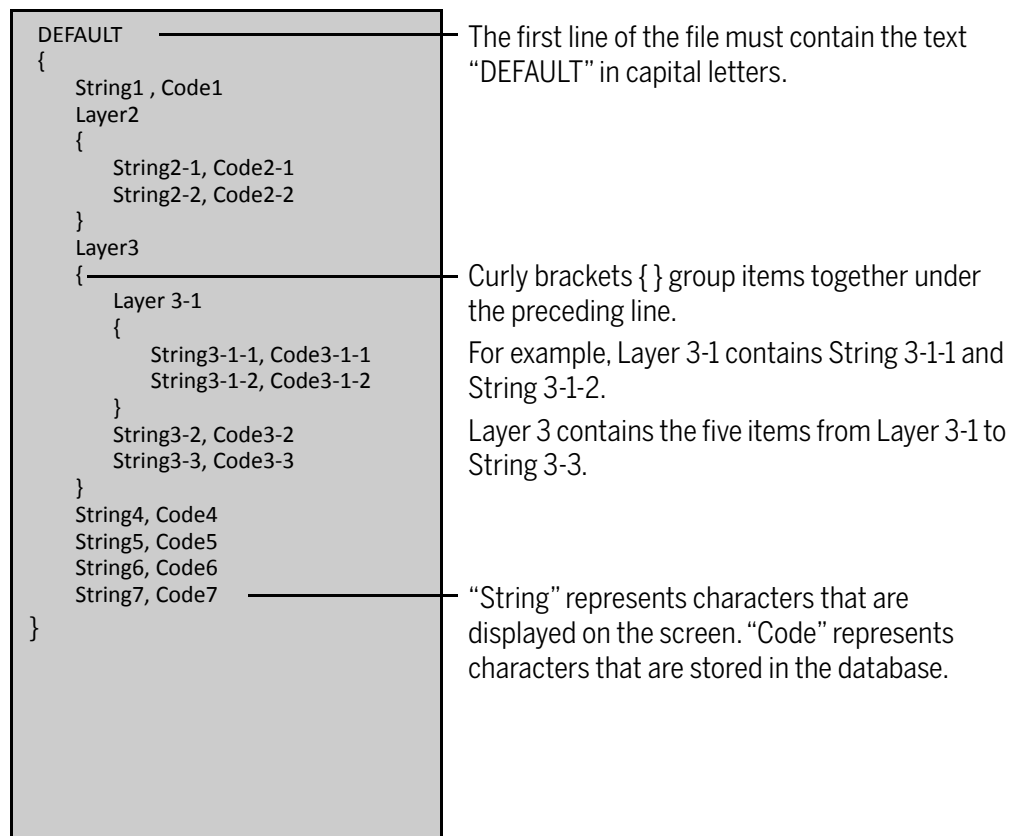 DEFAULT
{
String1 , Code1
Layer2
{
String2-1, Code2-1
String2-2, Code2-2
}
Layer3
{
Layer 3-1
{
String3-1-1, Code3-1-1
String3-1-2, Code3-1-2
}
String3-2, Code3-2
String3-3, Code3-3
}
String4, Code4
String5, Code5
String6, Code6
String7, Code7
}
The first line of the file must contain the text
“DEFAULT” in capital letters.
Curly brackets { } group items together under
the preceding line.
For example, Layer 3-1 contains String 3-1-1 and
String 3-1-2.
Layer 3 contains the five items from Layer 3-1 to
String 3-3.
“String” represents characters that are
displayed on the screen. “Code” represents
characters that are stored in the database.